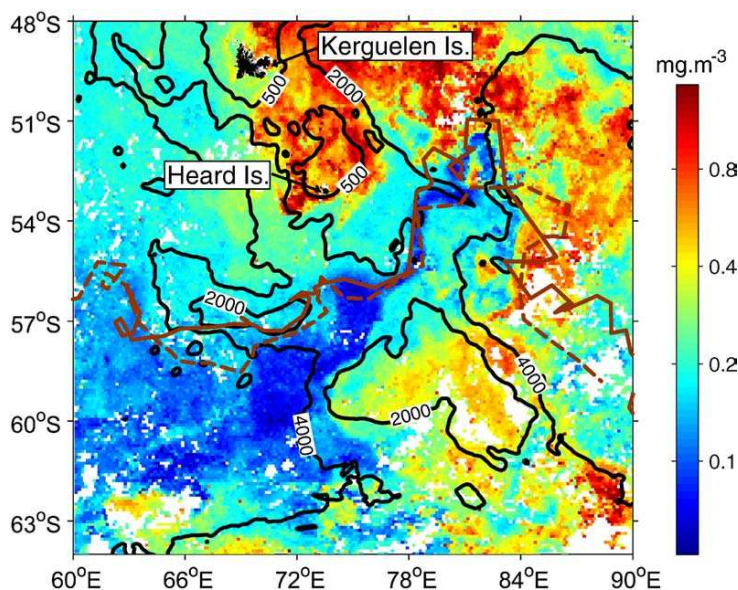 48°S
51°S
54°S
57°S
60°S
63°S
60°E
66°E
72°E
78°E
84°E
90°E
Kerguelen Is.
Heard Is.
500
2000
500
2000
2000
4000
4000
mg.m-3
0.8
0.4
0.2
0.1